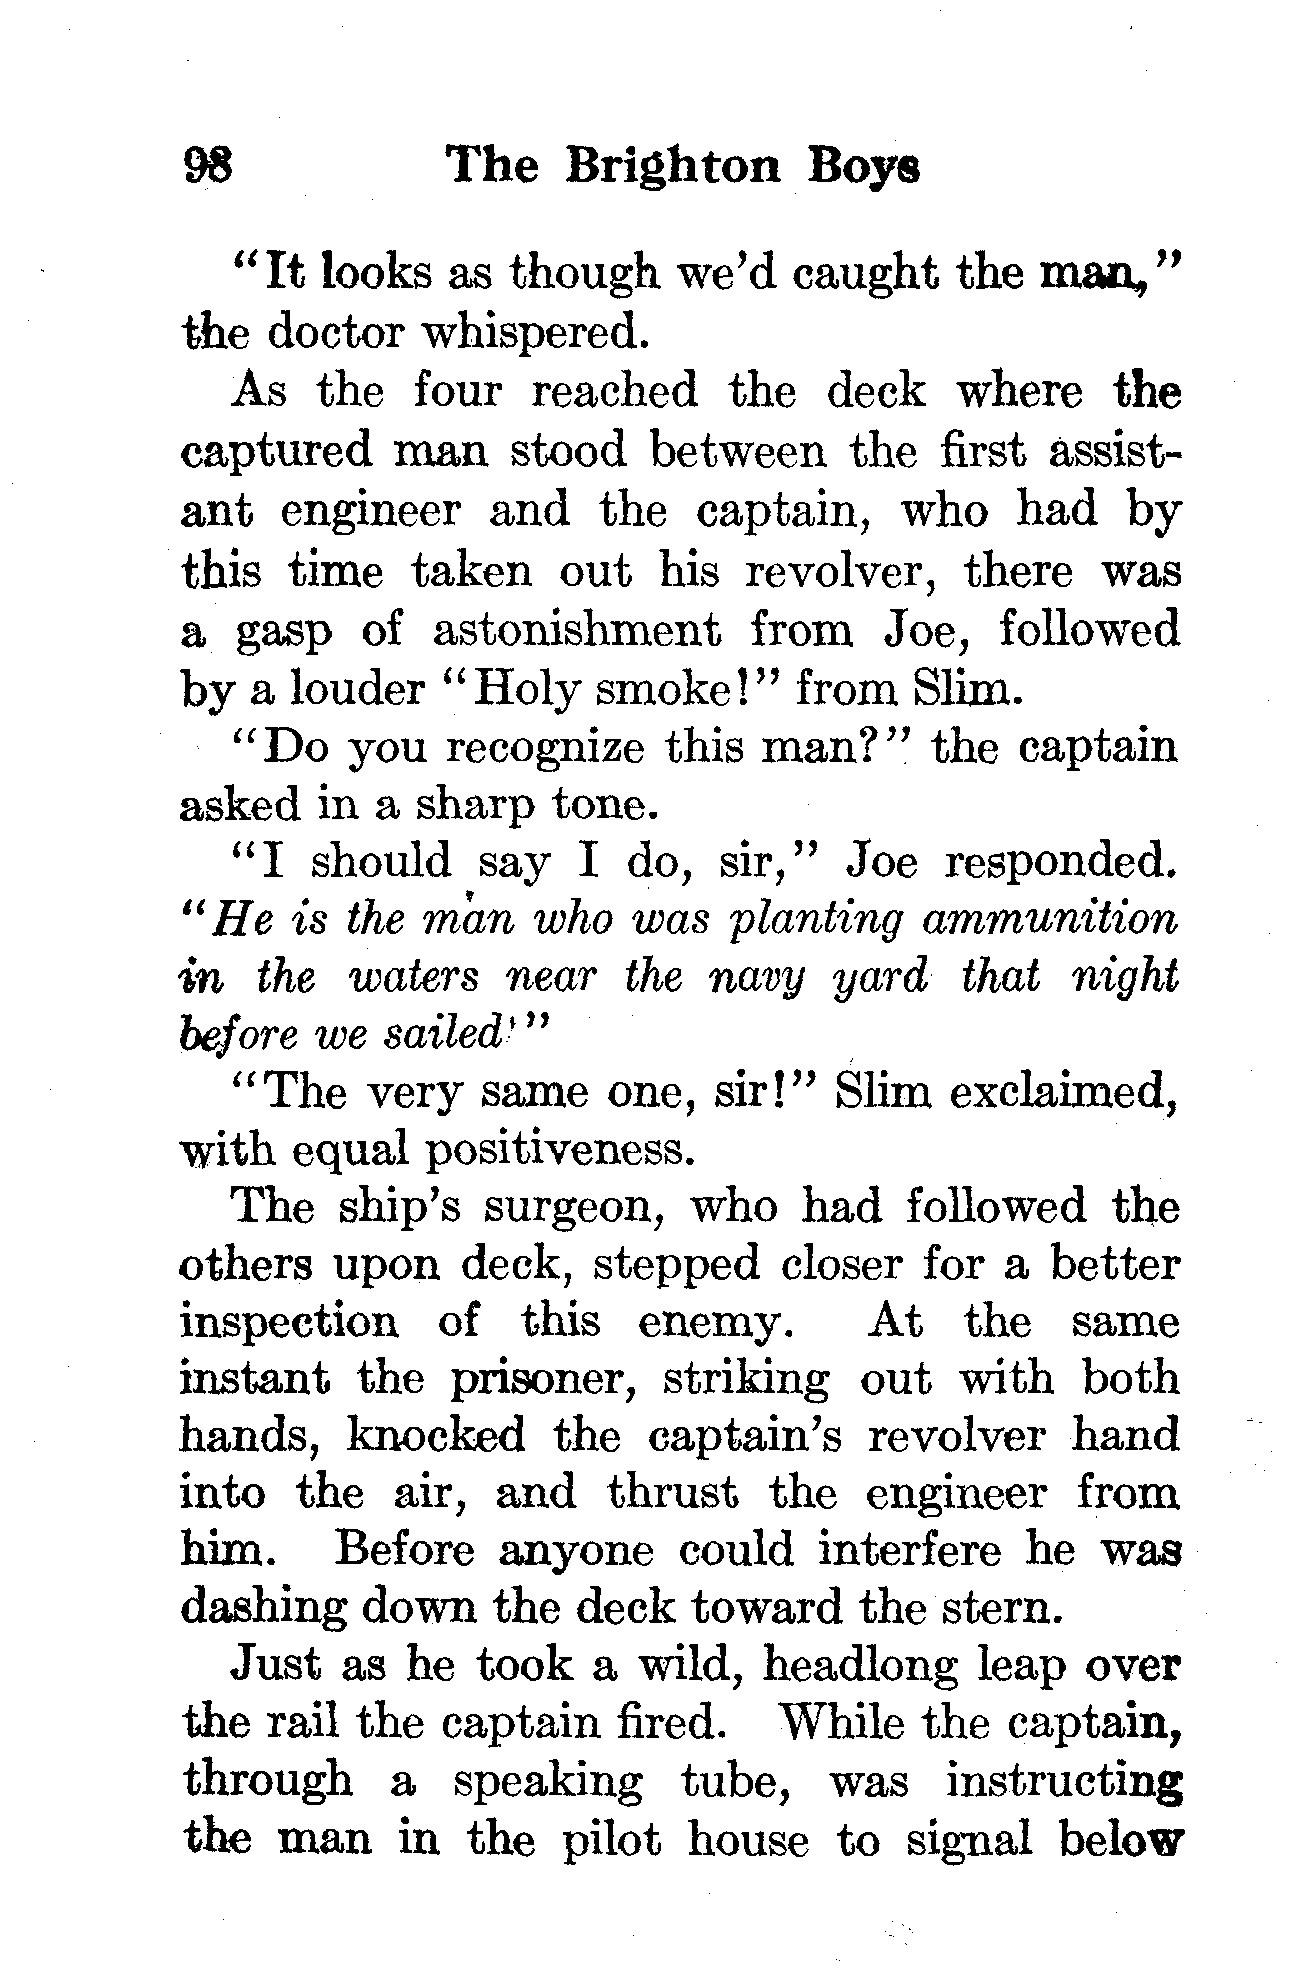 98 The Brighton Boys
"It looks as though we'd caught the man,"
the doctor whispered.
As the four reached the deck where the
captured man stood between the first assist-
ant engineer and the captain, who had by
this time taken out his revolver, there was
a gasp of astonishment from Joe, followed
by a louder "Holy smoke!" from Slim.
"Do you recognize this man?" the captain
asked in a sharp tone.
"I should say I do, sir," Joe responded.
"He is the man who was planting ammunition
in the waters near the navy yard that night
before we sailed!"
"The very same one, sir!" Slim exclaimed,
with equal positiveness.
The ship's surgeon, who had followed the
others upon deck, stepped closer for a better
inspection of this enemy. At the same
instant the prisoner, striking out with both
hands, knocked the captain's revolver hand
into the air, and thrust the engineer from
him. Before anyone could interfere he was
dashing down the deck toward the stern.
Just as he took a wild, headlong leap over
the rail the captain fired. While the captain,
through a speaking tube, was instructing
the man in the pilot house to signal below